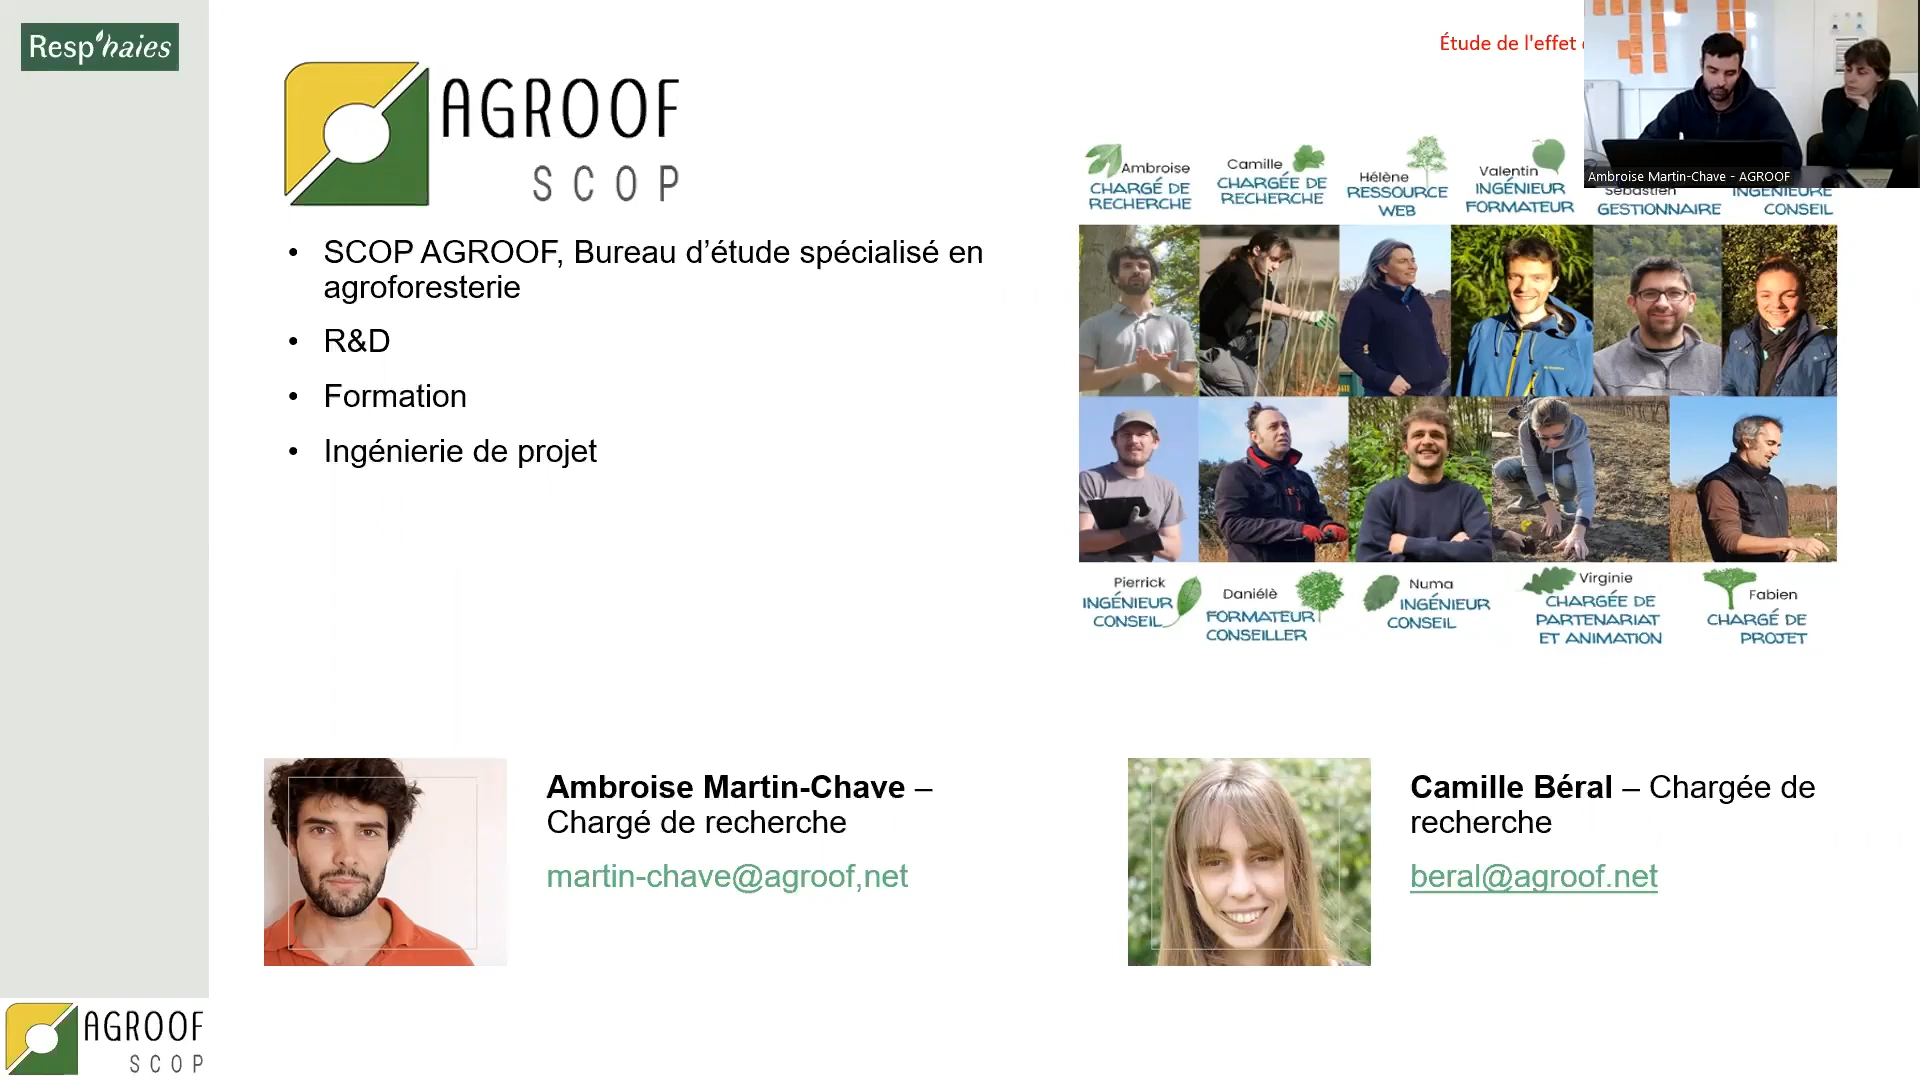 Resp'haies
AGROOF
SCOP
Étude de l'effet
Ambroise Martin-Chave - AGROOF
• SCOP AGROOF, Bureau d’étude spécialisé en
agroforesterie
• R&D
• Formation
• Ingénierie de projet
Ambroise
CHARGÉ DE
RECHERCHE
Camille
CHARGÉE DE
RECHERCHE
Hélène
RESSOURCE
WEB
Valentin
INGÉNIEUR
FORMATEUR
Sébastien
GESTIONNAIRE
INGÉNIEURE
CONSEIL
Pierrick
INGÉNIEUR
CONSEIL
Danièlè
FORMATEUR
CONSEILLER
Numa
INGÉNIEUR
CONSEIL
Virginie
CHARGÉE DE
PARTENARIAT
ET ANIMATION
Fabien
CHARGÉ DE
PROJET
Ambroise Martin-Chave –
Chargé de recherche
martin-chave@agroof,net
Camille Béral – Chargée de
recherche
beral@agroof.net
AGROOF
SCOP